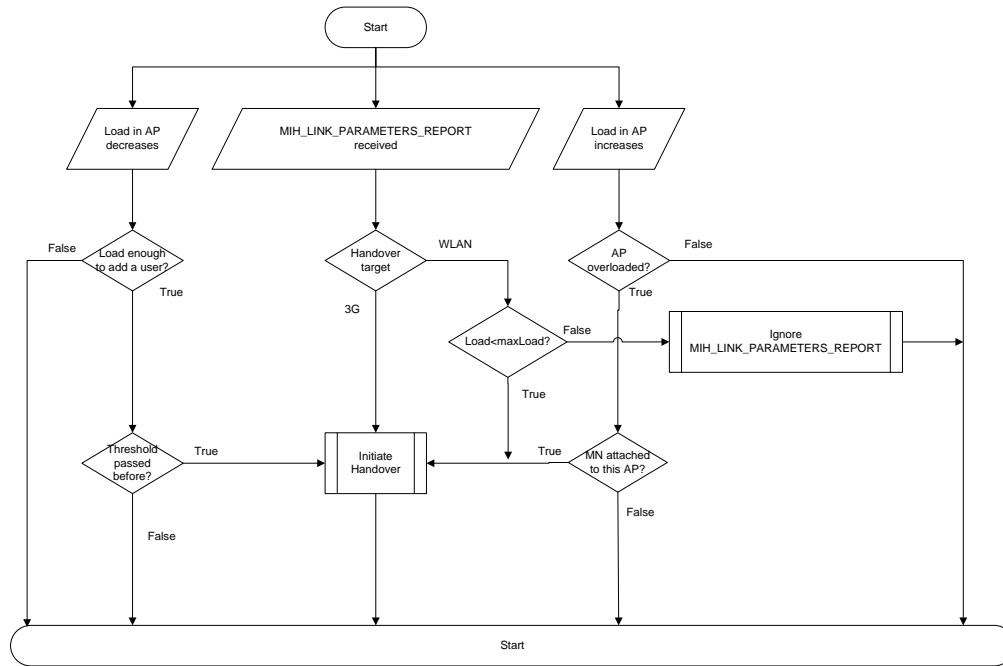 Start
Load in AP
decreases
MIH_LINK_PARAMETERS_REPORT
received
Load in AP
increases
False
Load enough
to add a user?
True
Handover
target
WLAN
3G
AP
overloaded?
False
True
Load<maxLoad?
False
True
Ignore
MIH_LINK_PARAMETERS_REPORT
Threshold
passed
before?
True
False
Initiate
Handover
True
MN attached
to this AP?
False
Start